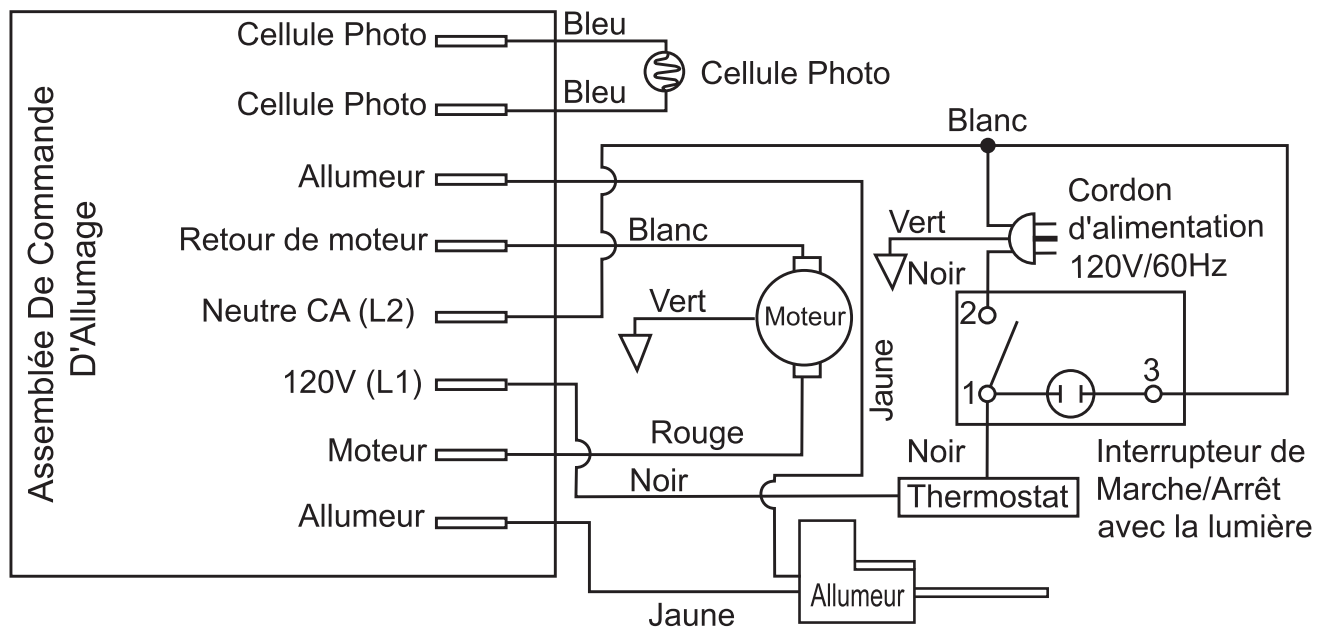 Assemblée De Commande
D'Allumage
Cellule Photo
Bleu
Cellule Photo
Cellule Photo
Bleu
Allumeur
Retour de moteur
Blanc
Neutre CA (L2)
Vert
Moteur
120V (L1)
Moteur
Rouge
Noir
Allumeur
Jaune
Jaune
Allumeur
Blanc
Cordon
d'alimentation
120V/60Hz
Vert
Noir
2
1
3
Noir
Thermostat
Interrupteur de
Marche/Arrêt
avec la lumière